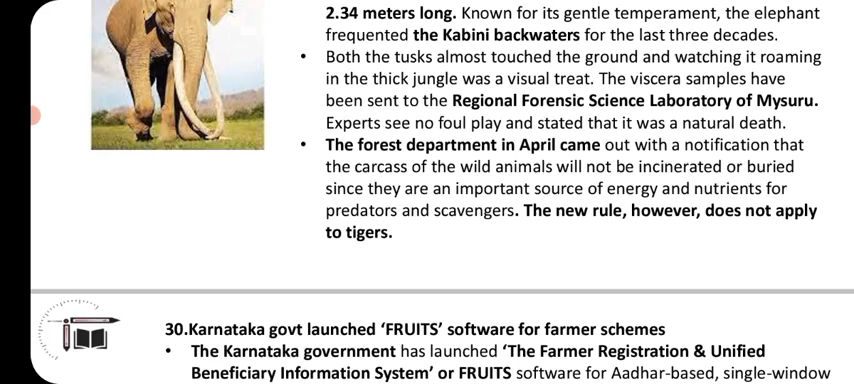 2.34 meters long. Known for its gentle temperament, the elephant
frequented the Kabini backwaters for the last three decades.
• Both the tusks almost touched the ground and watching it roaming
in the thick jungle was a visual treat. The viscera samples have
been sent to the Regional Forensic Science Laboratory of Mysuru.
Experts see no foul play and stated that it was a natural death.
• The forest department in April came out with a notification that
the carcass of the wild animals will not be incinerated or buried
since they are an important source of energy and nutrients for
predators and scavengers. The new rule, however, does not apply
to tigers.
30.Karnataka govt launched ‘FRUITS’ software for farmer schemes
• The Karnataka government has launched ‘The Farmer Registration & Unified
Beneficiary Information System’ or FRUITS software for Aadhar-based, single-window